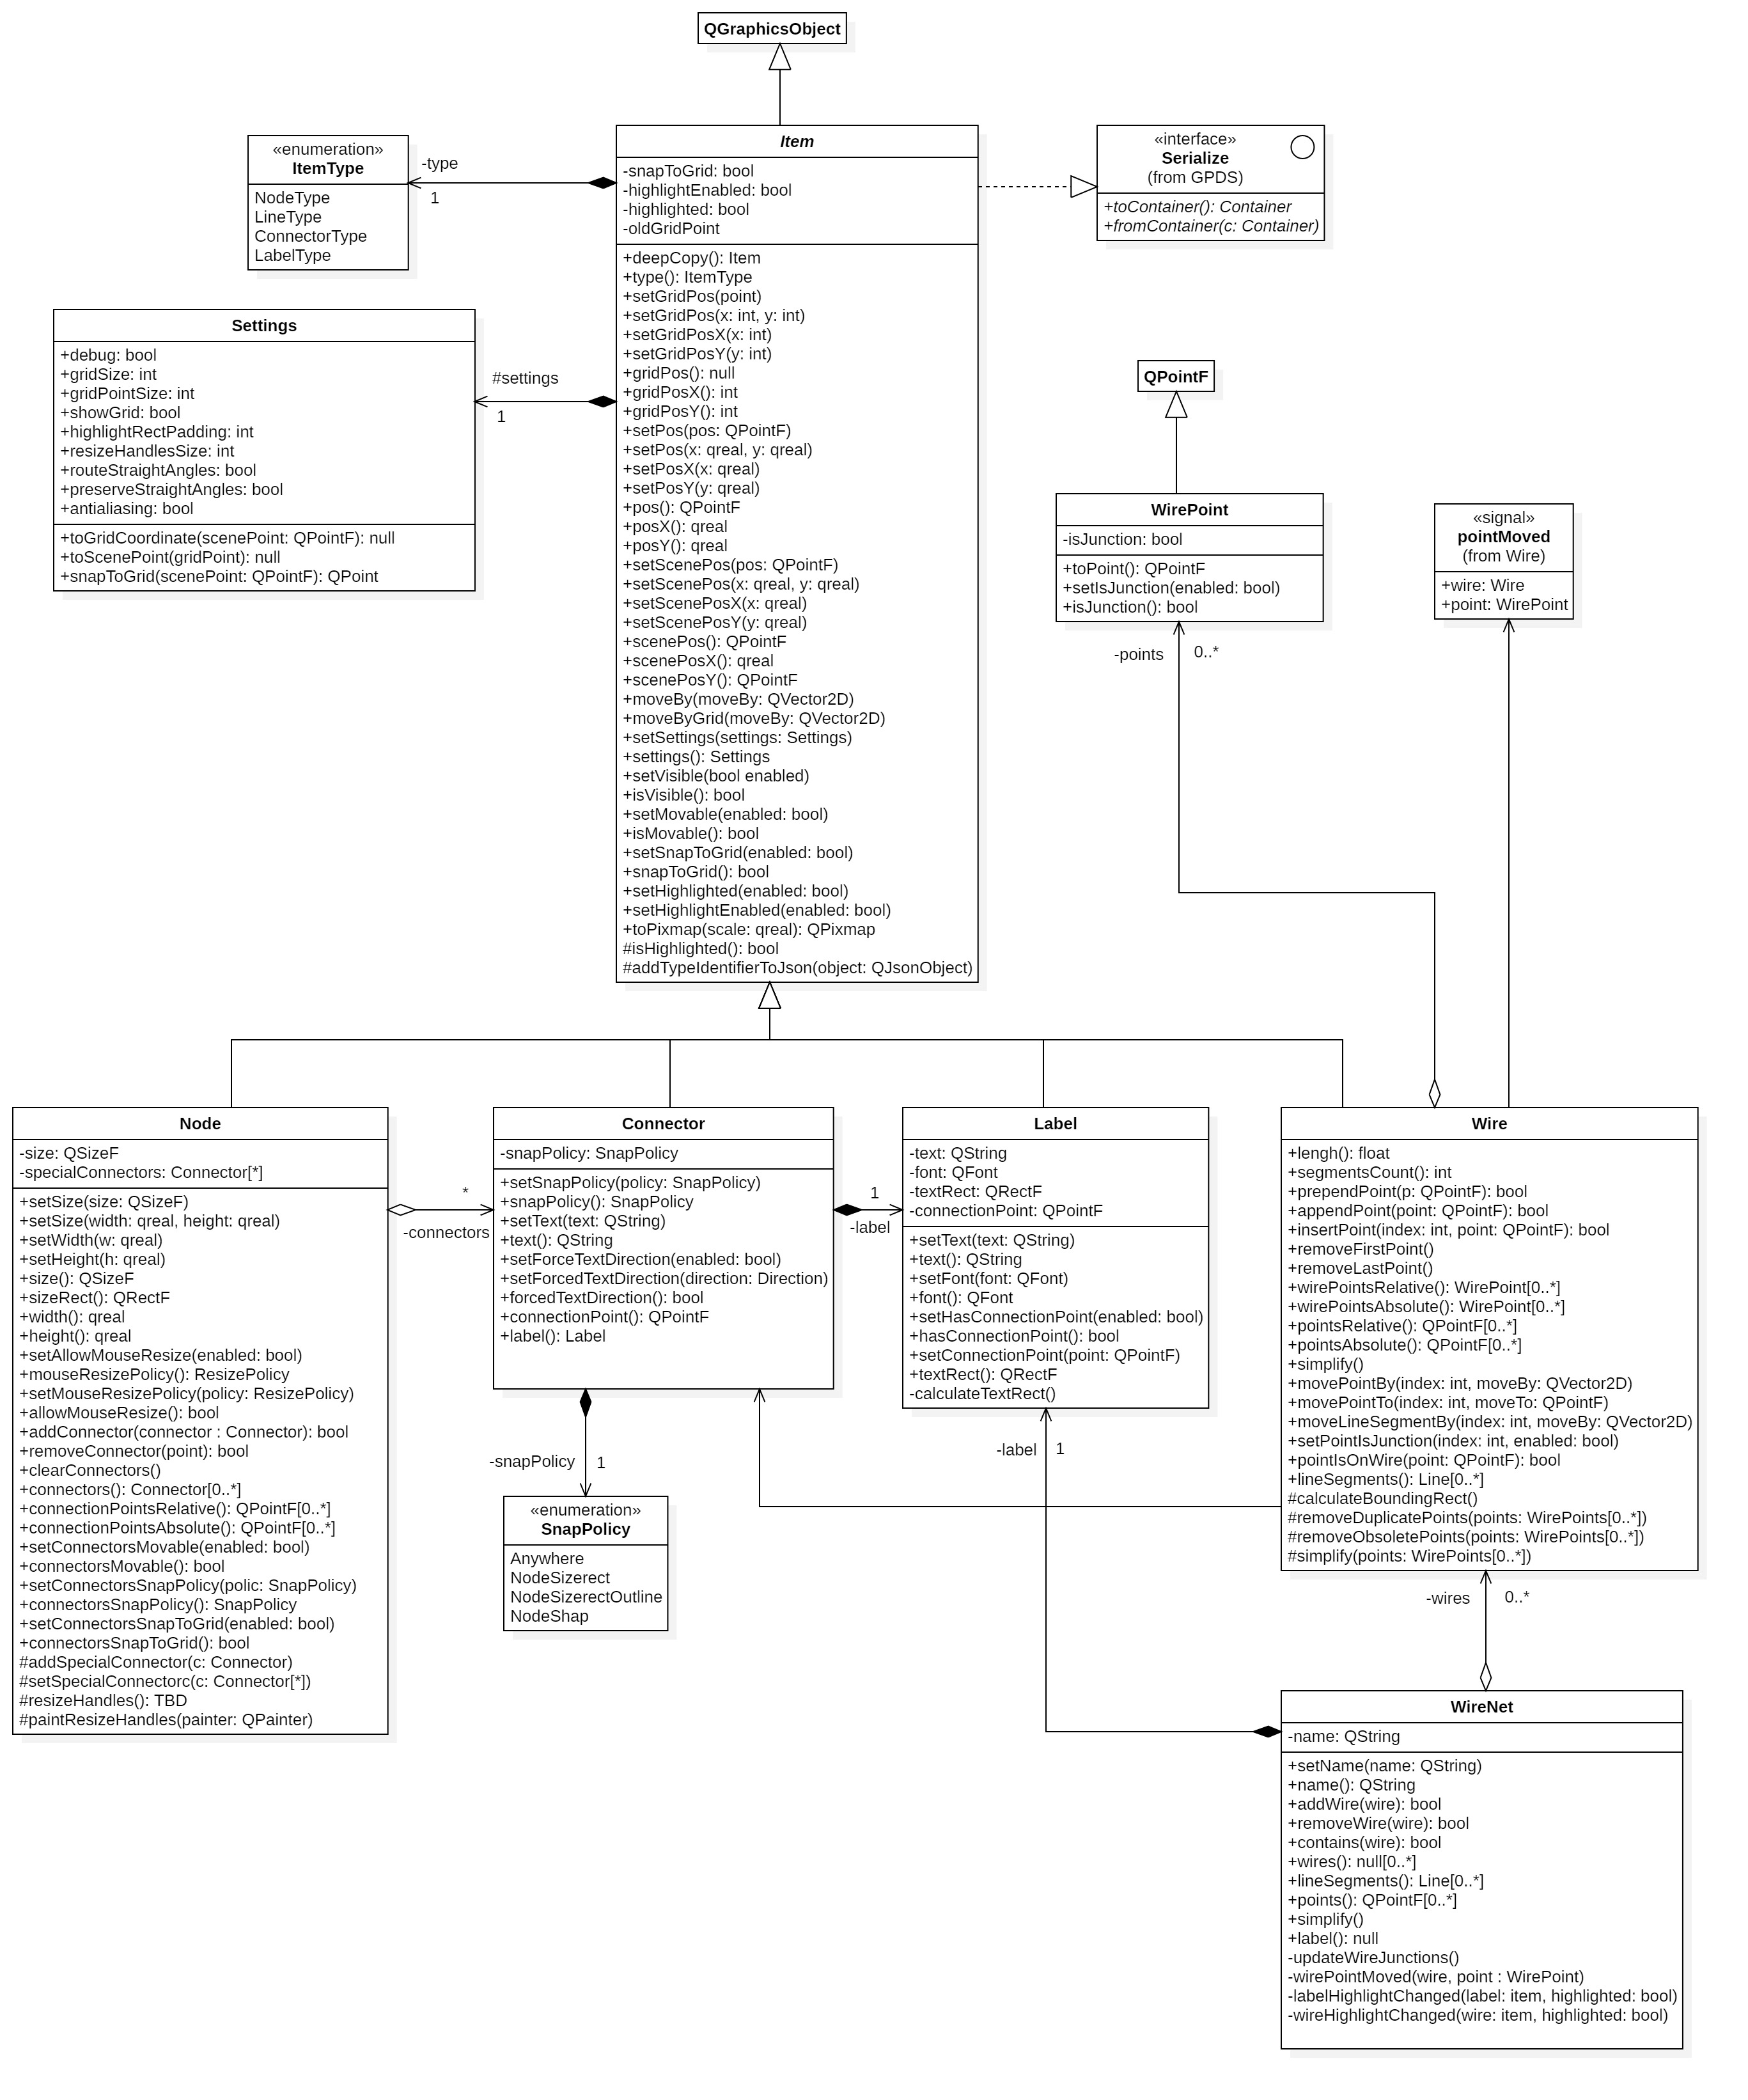 QGraphicsObject
«enumeration»
ItemType
NodeType
LineType
ConnectorType
LabelType
-type
1
Item
-snapToGrid: bool
-highlightEnabled: bool
-highlighted: bool
-oldGridPoint
+deepCopy(): Item
+type(): ItemType
+setGridPos(point)
+setGridPos(x: int, y: int)
+setGridPosX(x: int)
+setGridPosY(y: int)
+gridPos(): null
+gridPosX(): int
+gridPosY(): int
+setPos(pos: QPointF)
+setPos(x: qreal, y: qreal)
+setPosX(x: qreal)
+setPosY(y: qreal)
+pos(): QPointF
+posX(): qreal
+posY(): qreal
+setScenePos(pos: QPointF)
+setScenePos(x: qreal, y: qreal)
+setScenePosX(x: qreal)
+setScenePosY(y: qreal)
+scenePos(): QPointF
+scenePosX(): qreal
+scenePosY(): QPointF
+moveBy(moveBy: QVector2D)
+moveByGrid(moveBy: QVector2D)
+setSettings(settings: Settings)
+settings(): Settings
+setVisible(bool enabled)
+isVisible(): bool
+setMovable(enabled: bool)
+isMovable(): bool
+setSnapToGrid(enabled: bool)
+snapToGrid(): bool
+setHighlighted(enabled: bool)
+setHighlightEnabled(enabled: bool)
+toPixmap(scale: qreal): QPixmap
#isHighlighted(): bool
#addTypeIdentifierToJson(object: QJsonObject)
«interface»
Serialize
(from GPDS)
+toContainer(): Container
+fromContainer(c: Container)
Settings
+debug: bool
+gridSize: int
+gridPointSize: int
+showGrid: bool
+highlightRectPadding: int
+resizeHandlesSize: int
+routeStraightAngles: bool
+preserveStraightAngles: bool
+antialiasing: bool
+toGridCoordinate(scenePoint: QPointF): null
+toScenePoint(gridPoint): null
+snapToGrid(scenePoint: QPointF): QPoint
#settings
1
QPointF
WirePoint
-isJunction: bool
+toPoint(): QPointF
+setIsJunction(enabled: bool)
+isJunction(): bool
-points
0..*
«signal»
pointMoved
(from Wire)
+wire: Wire
+point: WirePoint
Node
-size: QSizeF
-specialConnectors: Connector[*]
+setSize(size: QSizeF)
+setSize(width: qreal, height: qreal)
+setWidth(w: qreal)
+setHeight(h: qreal)
+size(): QSizeF
+sizeRect(): QRectF
+width(): qreal
+height(): qreal
+setAllowMouseResize(enabled: bool)
+mouseResizePolicy(): ResizePolicy
+setMouseResizePolicy(policy: ResizePolicy)
+allowMouseResize(): bool
+addConnector(connector : Connector): bool
+removeConnector(point): bool
+clearConnectors()
+connectors(): Connector[0..*]
+connectionPointsRelative(): QPointF[0..*]
+connectionPointsAbsolute(): QPointF[0..*]
+setConnectorsMovable(enabled: bool)
+connectorsMovable(): bool
+setConnectorsSnapPolicy(polic: SnapPolicy)
+connectorsSnapPolicy(): SnapPolicy
+setConnectorsSnapToGrid(enabled: bool)
+connectorsSnapToGrid(): bool
#addSpecialConnector(c: Connector)
#setSpecialConnectorc(c: Connector[*])
#resizeHandles(): TBD
#paintResizeHandles(painter: QPainter)
*
-connectors
Connector
-snapPolicy: SnapPolicy
+setSnapPolicy(policy: SnapPolicy)
+snapPolicy(): SnapPolicy
+setText(text: QString)
+text(): QString
+setForceTextDirection(enabled: bool)
+setForcedTextDirection(direction: Direction)
+forcedTextDirection(): bool
+connectionPoint(): QPointF
+label(): Label
1
-label
Label
-text: QString
-font: QFont
-textRect: QRectF
-connectionPoint: QPointF
+setText(text: QString)
+text(): QString
+setFont(font: QFont)
+font(): QFont
+setHasConnectionPoint(enabled: bool)
+hasConnectionPoint(): bool
+setConnectionPoint(point: QPointF)
+textRect(): QRectF
-calculateTextRect()
Wire
+lengh(): float
+segmentsCount(): int
+prependPoint(p: QPointF): bool
+appendPoint(point: QPointF): bool
+insertPoint(index: int, point: QPointF): bool
+removeFirstPoint()
+removeLastPoint()
+wirePointsRelative(): WirePoint[0..*]
+wirePointsAbsolute(): WirePoint[0..*]
+pointsRelative(): QPointF[0..*]
+pointsAbsolute(): QPointF[0..*]
+simplify()
+movePointBy(index: int, moveBy: QVector2D)
+movePointTo(index: int, moveTo: QPointF)
+moveLineSegmentBy(index: int, moveBy: QVector2D)
+setPointIsJunction(index: int, enabled: bool)
+pointIsOnWire(point: QPointF): bool
+lineSegments(): Line[0..*]
#calculateBoundingRect()
#removeDuplicatePoints(points: WirePoints[0..*])
#removeObsoletePoints(points: WirePoints[0..*])
#simplify(points: WirePoints[0..*])
-snapPolicy
1
«enumeration»
SnapPolicy
Anywhere
NodeSizerect
NodeSizerectOutline
NodeShap
-label
1
-wires
0..*
WireNet
-name: QString
+setName(name: QString)
+name(): QString
+addWire(wire): bool
+removeWire(wire): bool
+contains(wire): bool
+wires(): null[0..*]
+lineSegments(): Line[0..*]
+points(): QPointF[0..*]
+simplify()
+label(): null
-updateWireJunctions()
-wirePointMoved(wire, point : WirePoint)
-labelHighlightChanged(label: item, highlighted: bool)
-wireHighlightChanged(wire: item, highlighted: bool)